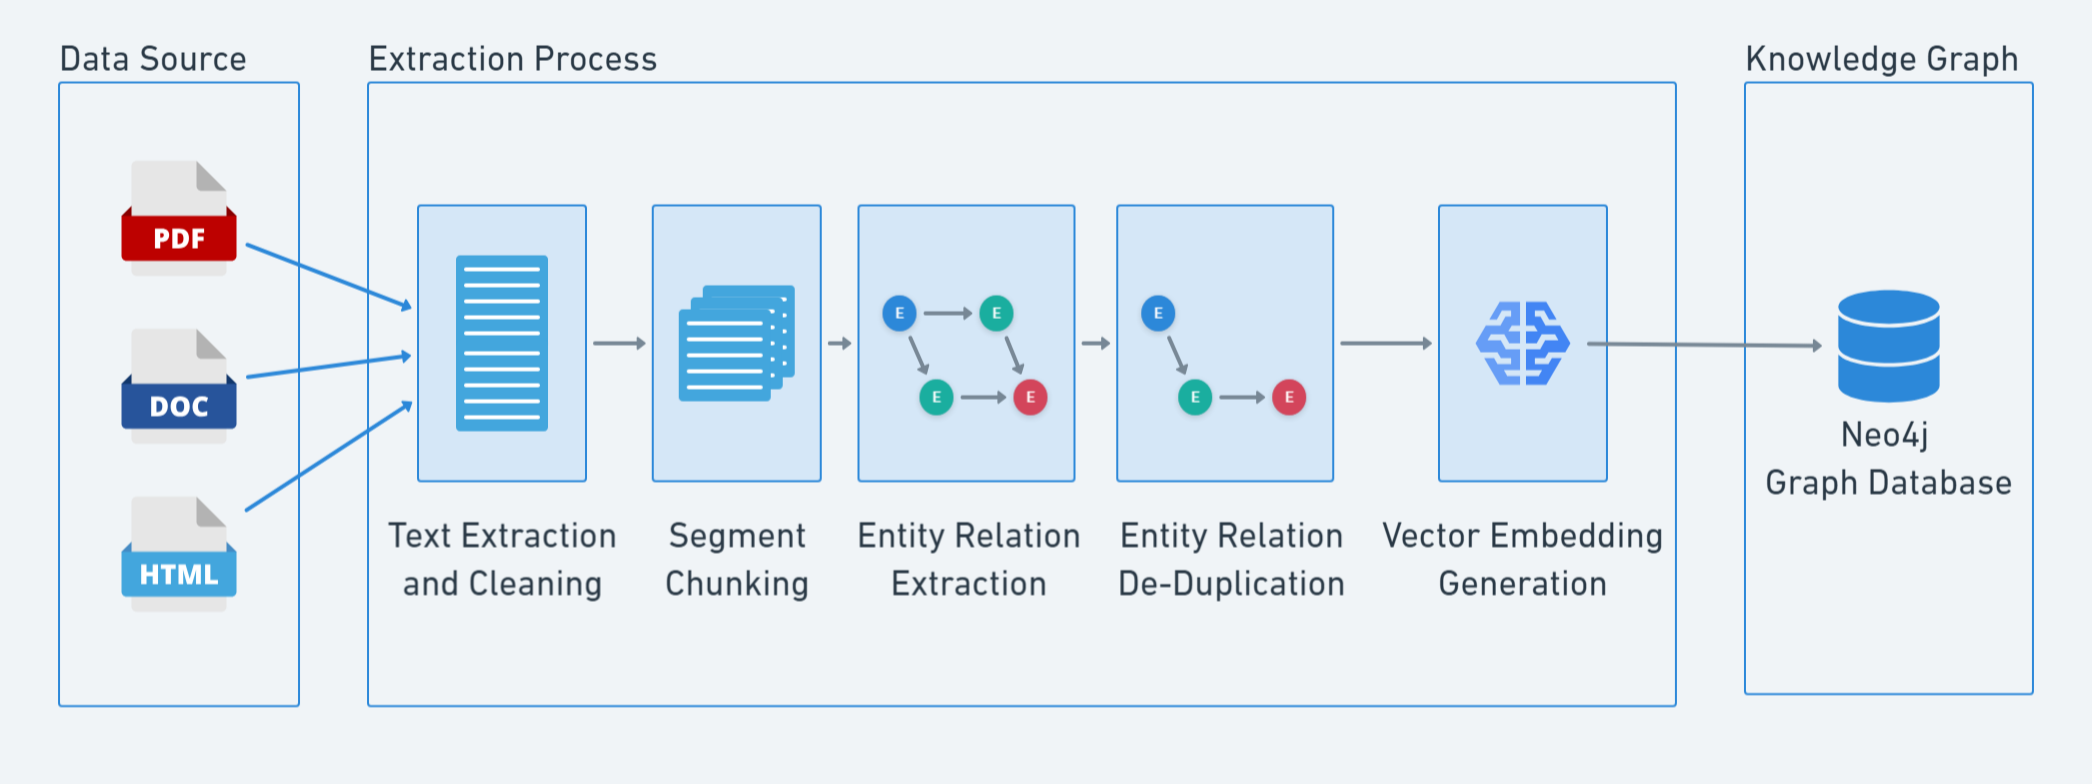 Data Source
Extraction Process
Knowledge Graph
PDF
DOC
HTML
E
E
E
E
E
E
E
Text Extraction
and Cleaning
Segment
Chunking
Entity Relation
Extraction
Entity Relation
De-Duplication
Vector Embedding
Generation
Neo4j
Graph Database